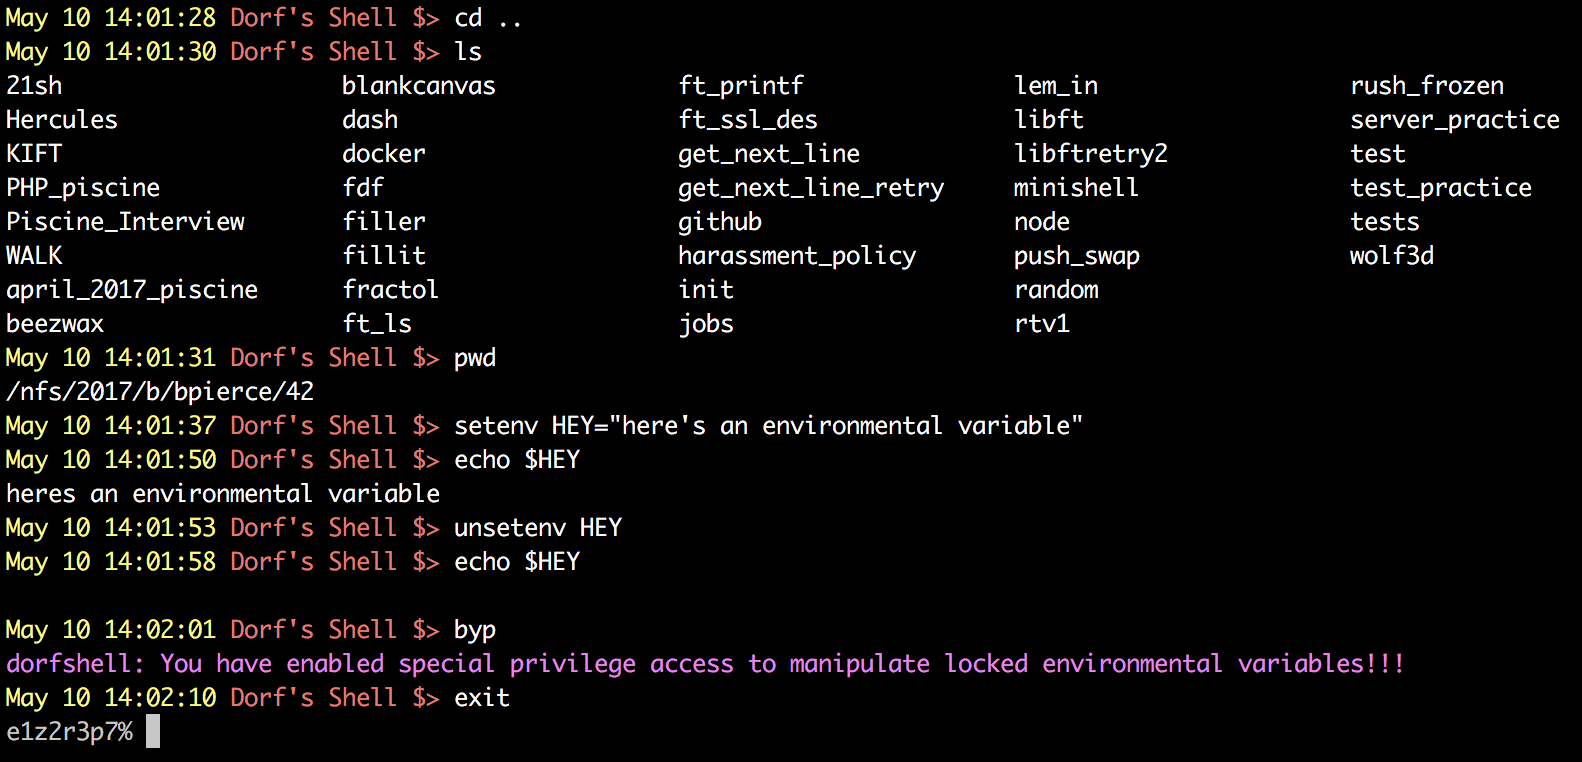 May 10 14:01:28 Dorf's Shell $> cd ..
May 10 14:01:30 Dorf's Shell $> ls
21sh                    blankcanvas             ft_printf               lem_in                  rush_frozen
Hercules                dash                    ft_ssl_des              libft                   server_practice
KIFT                    docker                  get_next_line           libftretry2             test
PHP_piscine             fdf                     get_next_line_retry     minishell               test_practice
Piscine_Interview       filler                  github                  node                    tests
WALK                    fillit                  harassment_policy       push_swap               wolf3d
april_2017_piscine      fractol                 init                    random
beezwax                 ft_ls                   jobs                    rtv1
May 10 14:01:31 Dorf's Shell $> pwd
/nfs/2017/b/bpierce/42
May 10 14:01:37 Dorf's Shell $> setenv HEY="here's an environmental variable"
May 10 14:01:50 Dorf's Shell $> echo $HEY
heres an environmental variable
May 10 14:01:53 Dorf's Shell $> unsetenv HEY
May 10 14:01:58 Dorf's Shell $> echo $HEY

May 10 14:02:01 Dorf's Shell $> byp
dorfshell: You have enabled special privilege access to manipulate locked environmental variables!!!
May 10 14:02:10 Dorf's Shell $> exit
e1z2r3p7%